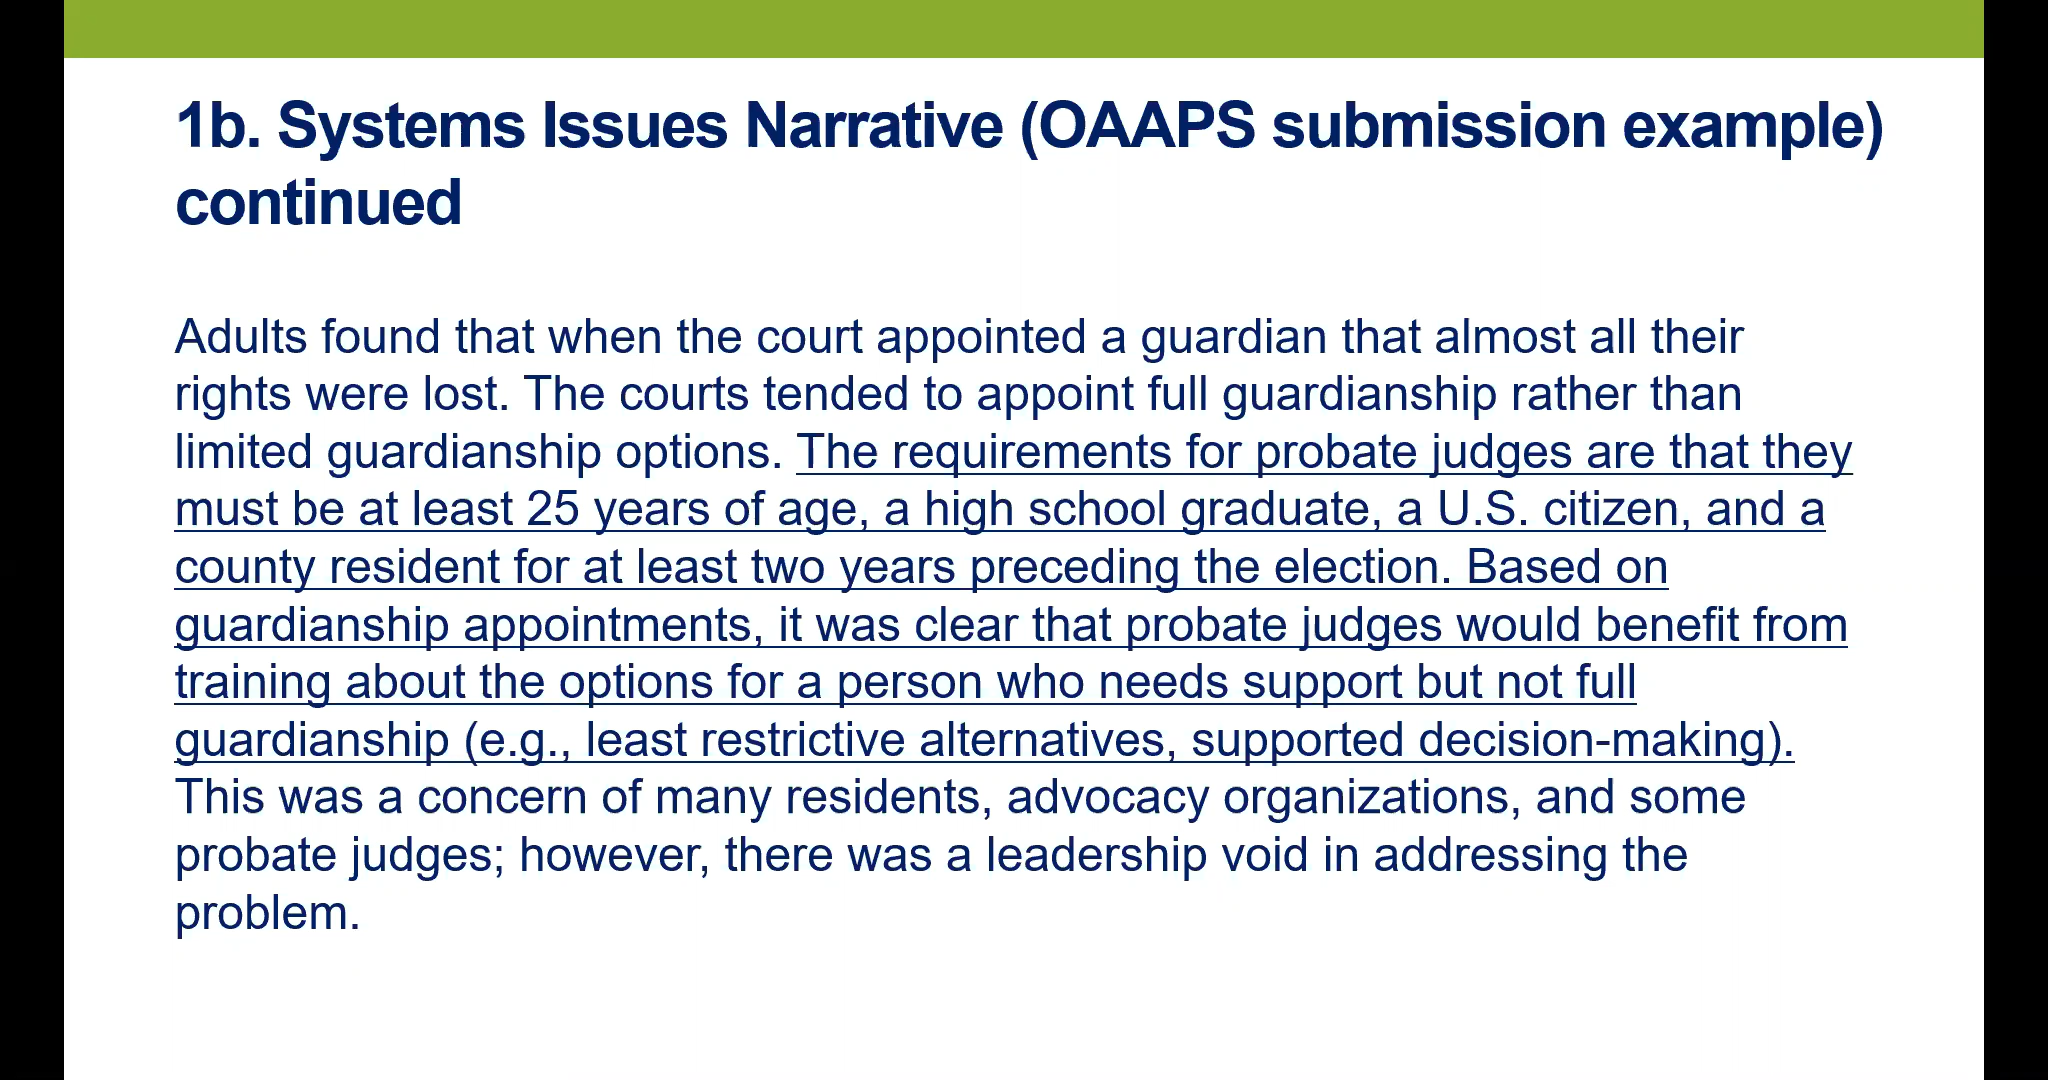 1b. Systems Issues Narrative (OAAPS submission example)
continued
Adults found that when the court appointed a guardian that almost all their
rights were lost. The courts tended to appoint full guardianship rather than
limited guardianship options. The requirements for probate judges are that they
must be at least 25 years of age, a high school graduate, a U.S. citizen, and a
county resident for at least two years preceding the election. Based on
guardianship appointments, it was clear that probate judges would benefit from
training about the options for a person who needs support but not full
guardianship (e.g., least restrictive alternatives, supported decision-making).
This was a concern of many residents, advocacy organizations, and some
probate judges; however, there was a leadership void in addressing the
problem.